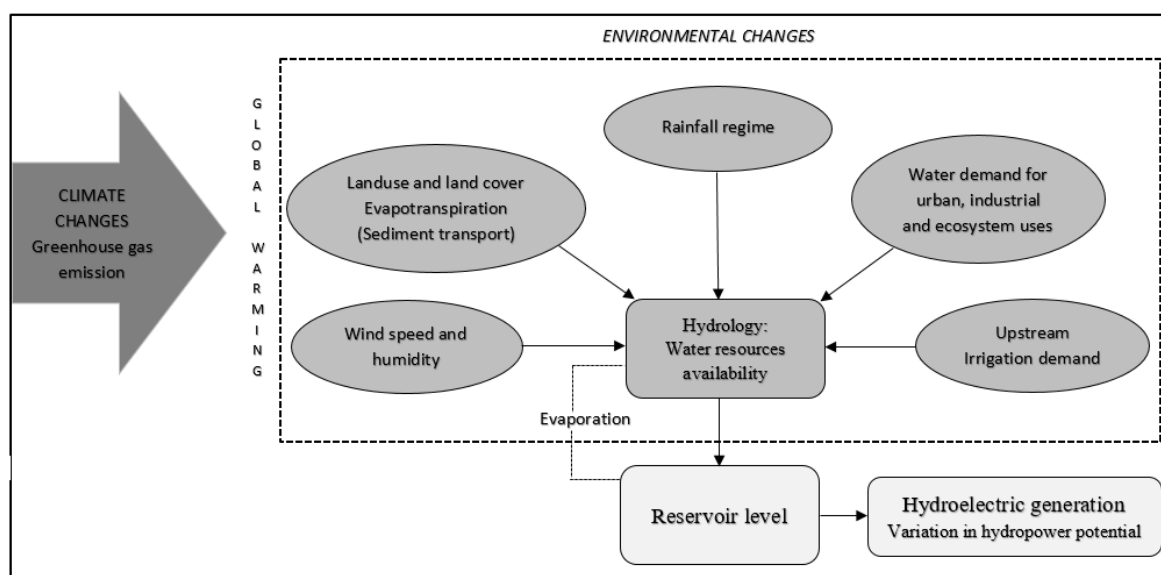 ENVIRONMENTAL CHANGES
CLIMATE
CHANGES
Greenhouse gas
emission
GLOBAL WARMING
Rainfall regime
Landuse and land cover
Evapotranspiration
(Sediment transport)
Water demand for
urban, industrial
and ecosystem uses
Wind speed and
humidity
Hydrology:
Water resources
availability
Upstream
Irrigation demand
Evaporation
Reservoir level
Hydroelectric generation
Variation in hydropower potential